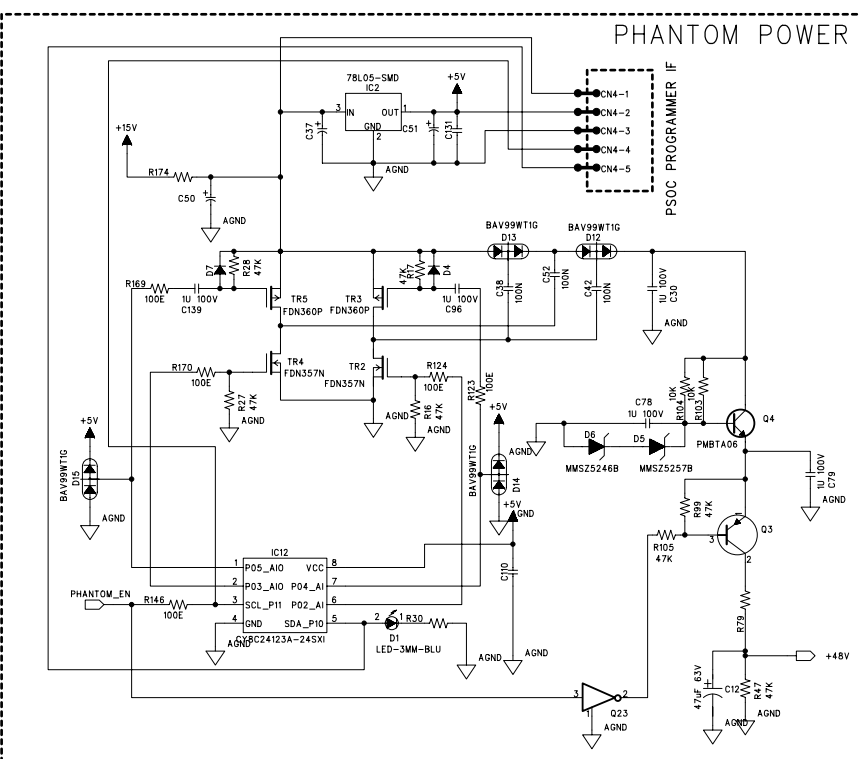 PHANTOM POWER
78L05-SMD
IC2
+5V
3 IN OUT 1
GND
2
C37
C51
C131
AGND
CN4-1
CN4-2
CN4-3
CN4-4
CN4-5
PSOC PROGRAMMER IF
+15V
R174
C50
+
AGND
BAV99WT1G
D13
BAV99WT1G
D12
D7
R28
47K
47K
R17
D4
R169
100E
1U 100V
C139
TR5
FDN360P
TR3
FDN360P
1U 100V
C96
C38
100N
C52
100N
C42
100N
1U 100V
C30
AGND
R170
100E
TR4
FDN357N
TR2
FDN357N
R124
100E
R123
100E
R27
47K
AGND
AGND
R16
47K
AGND
+5V
BAV99WT1G
D15
AGND
+5V
AGND
BAV99WT1G
D14
+5V
AGND
AGND
C78
1U 100V
10K
R104
10K
R103
D6
D5
MMSZ5246B
MMSZ5257B
AGND
Q4
PMBTA06
1U 100V
C79
AGND
R99
47K
R105
47K
1
3
2
Q3
IC12
1 P05_AIO VCC 8
2 P03_AIO P04_AI 7
3 SCL_P11 P02_AI 6
4 GND SDA_P10 5
CY8C24123A-24SXI
PHANTOM_EN
R146
100E
AGND
2 1
D1
LED-3MM-BLU
R30
AGND
C110
AGND
R79
+48V
47uF 63V
+
C12
R47
47K
AGND
AGND
3 2
1
Q23
AGND